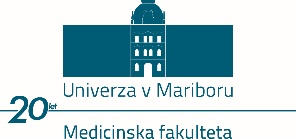 Univerza v Mariboru
20 let
Medicinska fakulteta